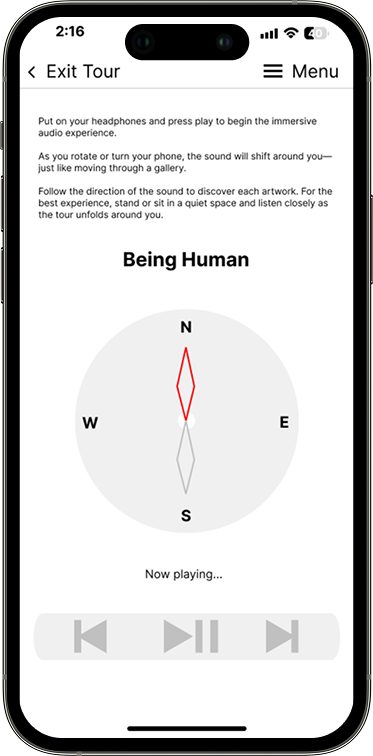 2:16
40
Exit Tour
Menu
Put on your headphones and press play to begin the immersive
audio experience.
As you rotate or turn your phone, the sound will shift around you—
just like moving through a gallery.
Follow the direction of the sound to discover each artwork. For the
best experience, stand or sit in a quiet space and listen closely as
the tour unfolds around you.
Being Human
N
W
E
S
Now playing...